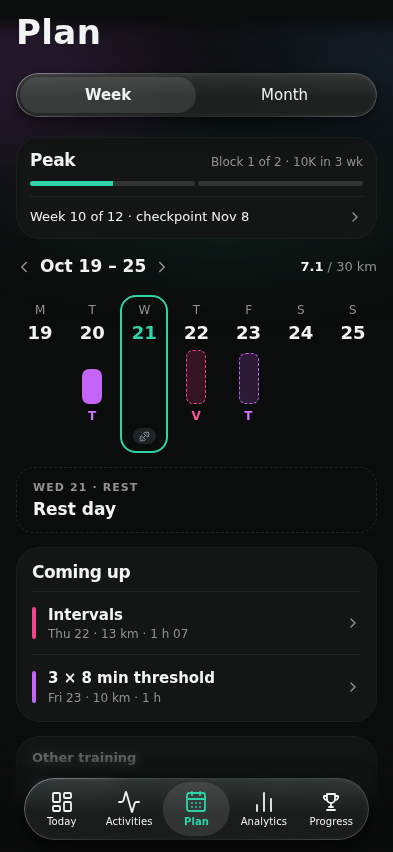 Plan
Week Month
Peak Block 1 of 2 · 10K in 3 wk
Week 10 of 12 · checkpoint Nov 8
Oct 19 – 25 7.1 / 30 km
M T W T F S S
19 20 21 22 23 24 25
T V T
WED 21 · REST
Rest day
Coming up
Intervals
Thu 22 · 13 km · 1 h 07
3 × 8 min threshold
Fri 23 · 10 km · 1 h
Other training
Today Activities Plan Analytics Progress